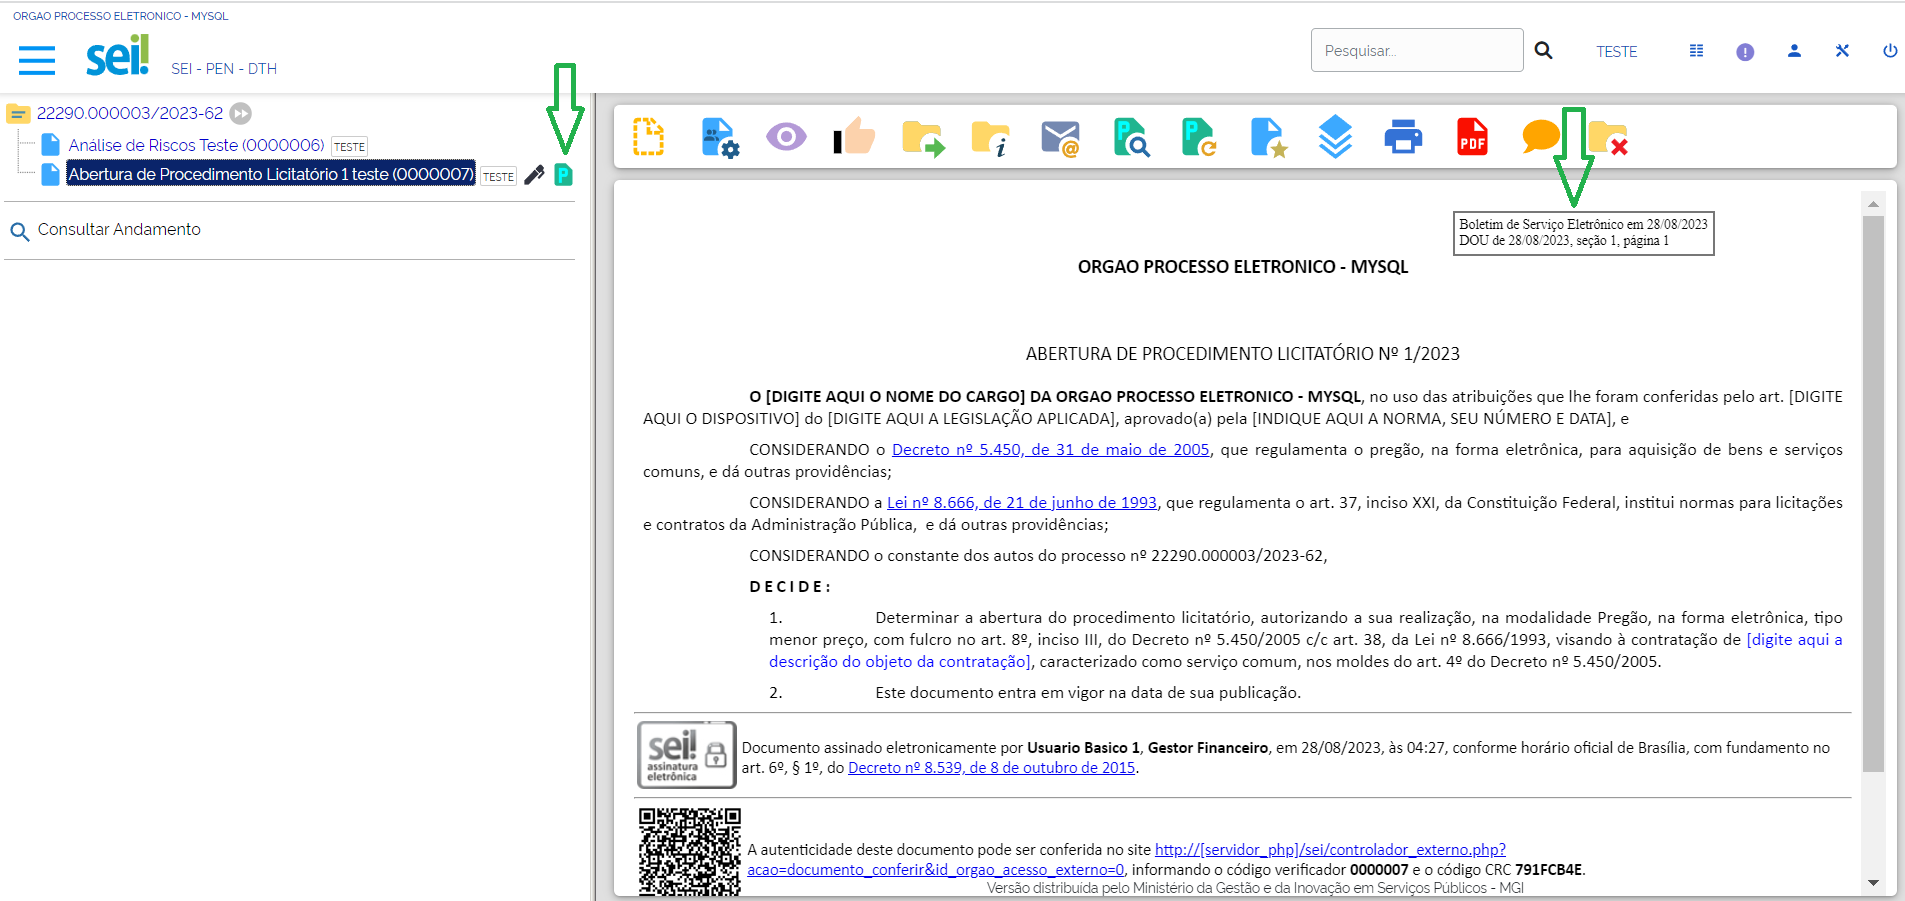 ORGAO PROCESSO ELETRONICO - MYSQL
sei!
SEI - PEN - DTH
Pesquisar...
TESTE
!
22290.000003/2023-62
Análise de Riscos Teste (0000006) TESTE
Abertura de Procedimento Licitatório 1 teste (0000007) TESTE
P
Consultar Andamento
i
@
P
P
PDF
Boletim de Serviço Eletrônico em 28/08/2023
DOU de 28/08/2023, seção 1, página 1
ORGAO PROCESSO ELETRONICO - MYSQL
ABERTURA DE PROCEDIMENTO LICITATÓRIO Nº 1/2023
O [DIGITE AQUI O NOME DO CARGO] DA ORGAO PROCESSO ELETRONICO - MYSQL, no uso das atribuições que lhe foram conferidas pelo art. [DIGITE
AQUI O DISPOSITIVO] do [DIGITE AQUI A LEGISLAÇÃO APLICADA], aprovado(a) pela [INDIQUE AQUI A NORMA, SEU NÚMERO E DATA], e
CONSIDERANDO o Decreto nº 5.450, de 31 de maio de 2005, que regulamenta o pregão, na forma eletrônica, para aquisição de bens e serviços
comuns, e dá outras providências;
CONSIDERANDO a Lei nº 8.666, de 21 de junho de 1993, que regulamenta o art. 37, inciso XXI, da Constituição Federal, institui normas para licitações
e contratos da Administração Pública, e dá outras providências;
CONSIDERANDO o constante dos autos do processo nº 22290.000003/2023-62,
D E C I D E :
1. Determinar a abertura do procedimento licitatório, autorizando a sua realização, na modalidade Pregão, na forma eletrônica, tipo
menor preço, com fulcro no art. 8º, inciso III, do Decreto nº 5.450/2005 c/c art. 38, da Lei nº 8.666/1993, visando à contratação de [digite aqui a
descrição do objeto da contratação], caracterizado como serviço comum, nos moldes do art. 4º do Decreto nº 5.450/2005.
2. Este documento entra em vigor na data de sua publicação.
sei!
assinatura
eletrônica
Documento assinado eletronicamente por Usuario Basico 1, Gestor Financeiro, em 28/08/2023, às 04:27, conforme horário oficial de Brasília, com fundamento no
art. 6º, § 1º, do Decreto nº 8.539, de 8 de outubro de 2015.
A autenticidade deste documento pode ser conferida no site http://[servidor_php]/sei/controlador_externo.php?
acao=documento_conferir&id_orgao_acesso_externo=0, informando o código verificador 0000007 e o código CRC 791FCB4E.
Versão distribuída pelo Ministério da Gestão e da Inovação em Serviços Públicos - MGI